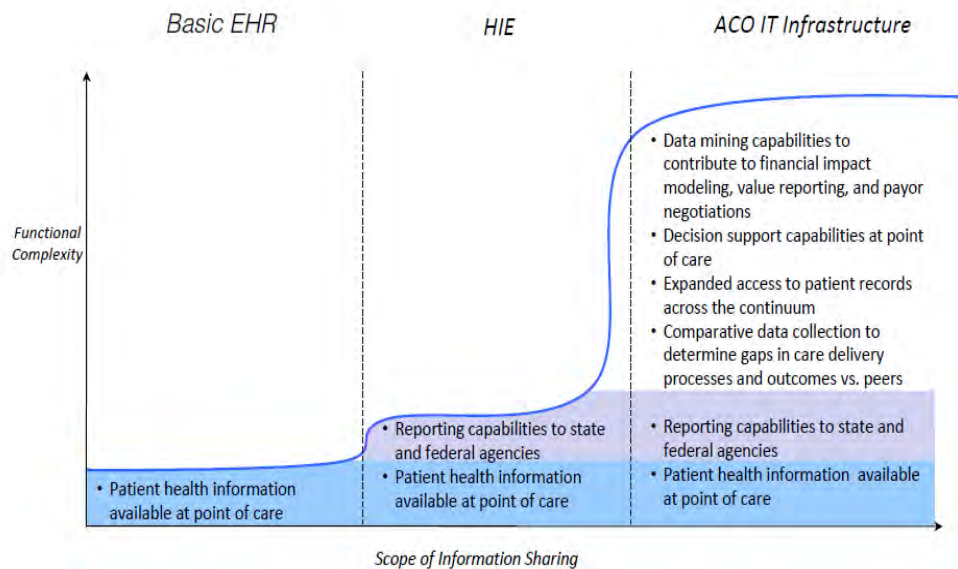 Basic EHR
HIE
ACO IT Infrastructure
Functional
Complexity
• Patient health information
available at point of care
• Reporting capabilities to state
and federal agencies
• Patient health information
available at point of care
• Data mining capabilities to
contribute to financial impact
modeling, value reporting, and payor
negotiations
• Decision support capabilities at point
of care
• Expanded access to patient records
across the continuum
• Comparative data collection to
determine gaps in care delivery
processes and outcomes vs. peers
• Reporting capabilities to state and
federal agencies
• Patient health information available
at point of care
Scope of Information Sharing